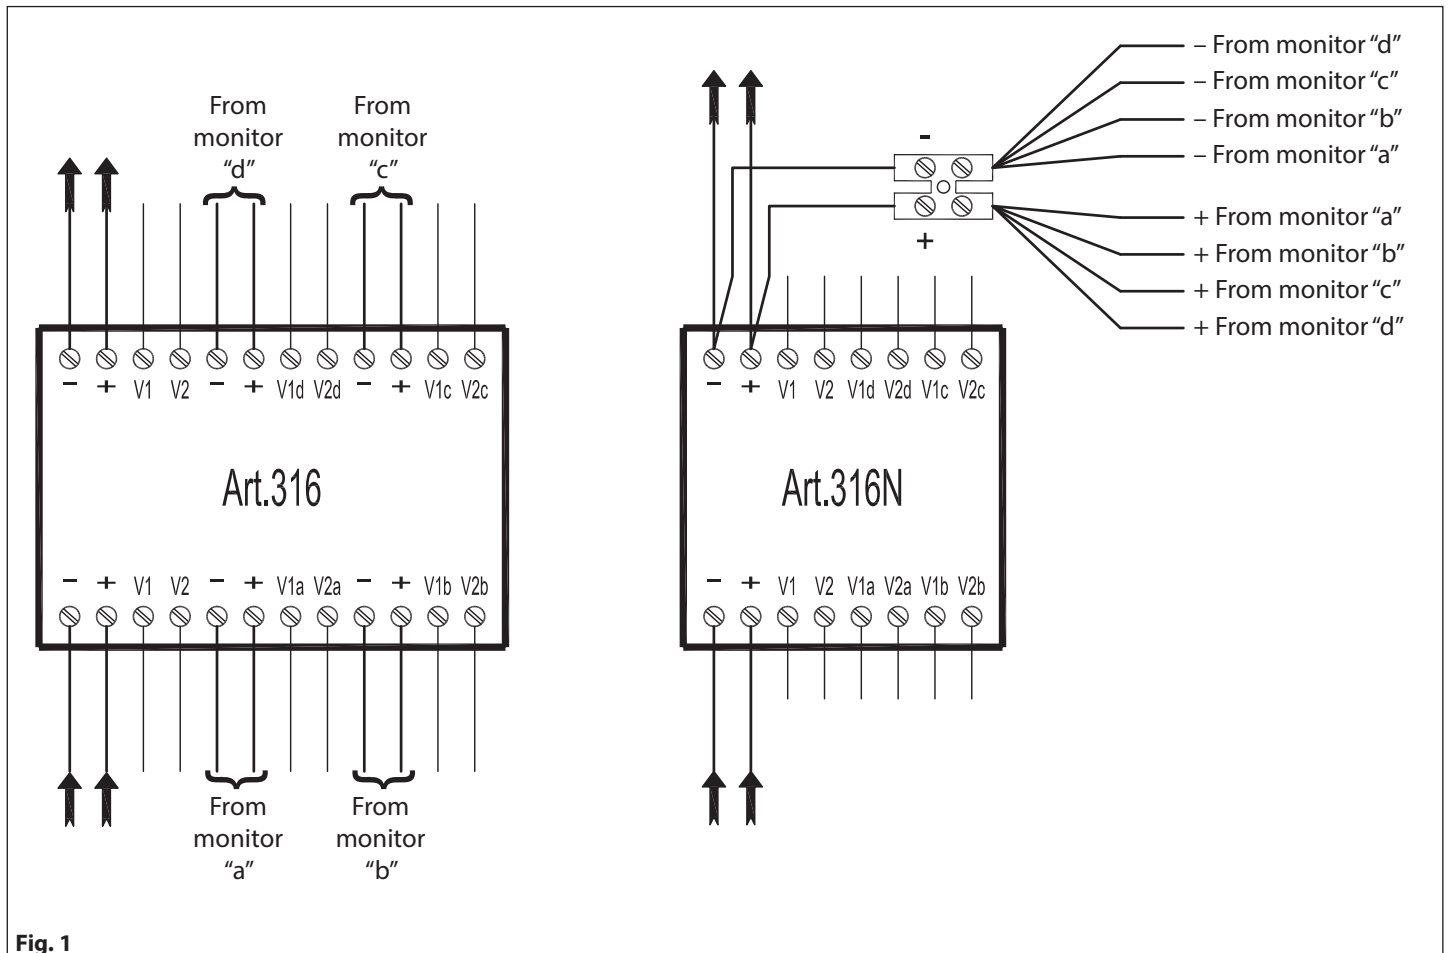 From
monitor
“d”
From
monitor
“c”
– + V1 V2 – + V1d V2d – + V1c V2c
Art.316
– + V1 V2 – + V1a V2a – + V1b V2b
From
monitor
“a”
From
monitor
“b”
– From monitor “d”
– From monitor “c”
– From monitor “b”
– From monitor “a”
-
+
+ From monitor “a”
+ From monitor “b”
+ From monitor “c”
+ From monitor “d”
– + V1 V2 V1d V2d V1c V2c
Art.316N
– + V1 V2 V1a V2a V1b V2b
Fig. 1